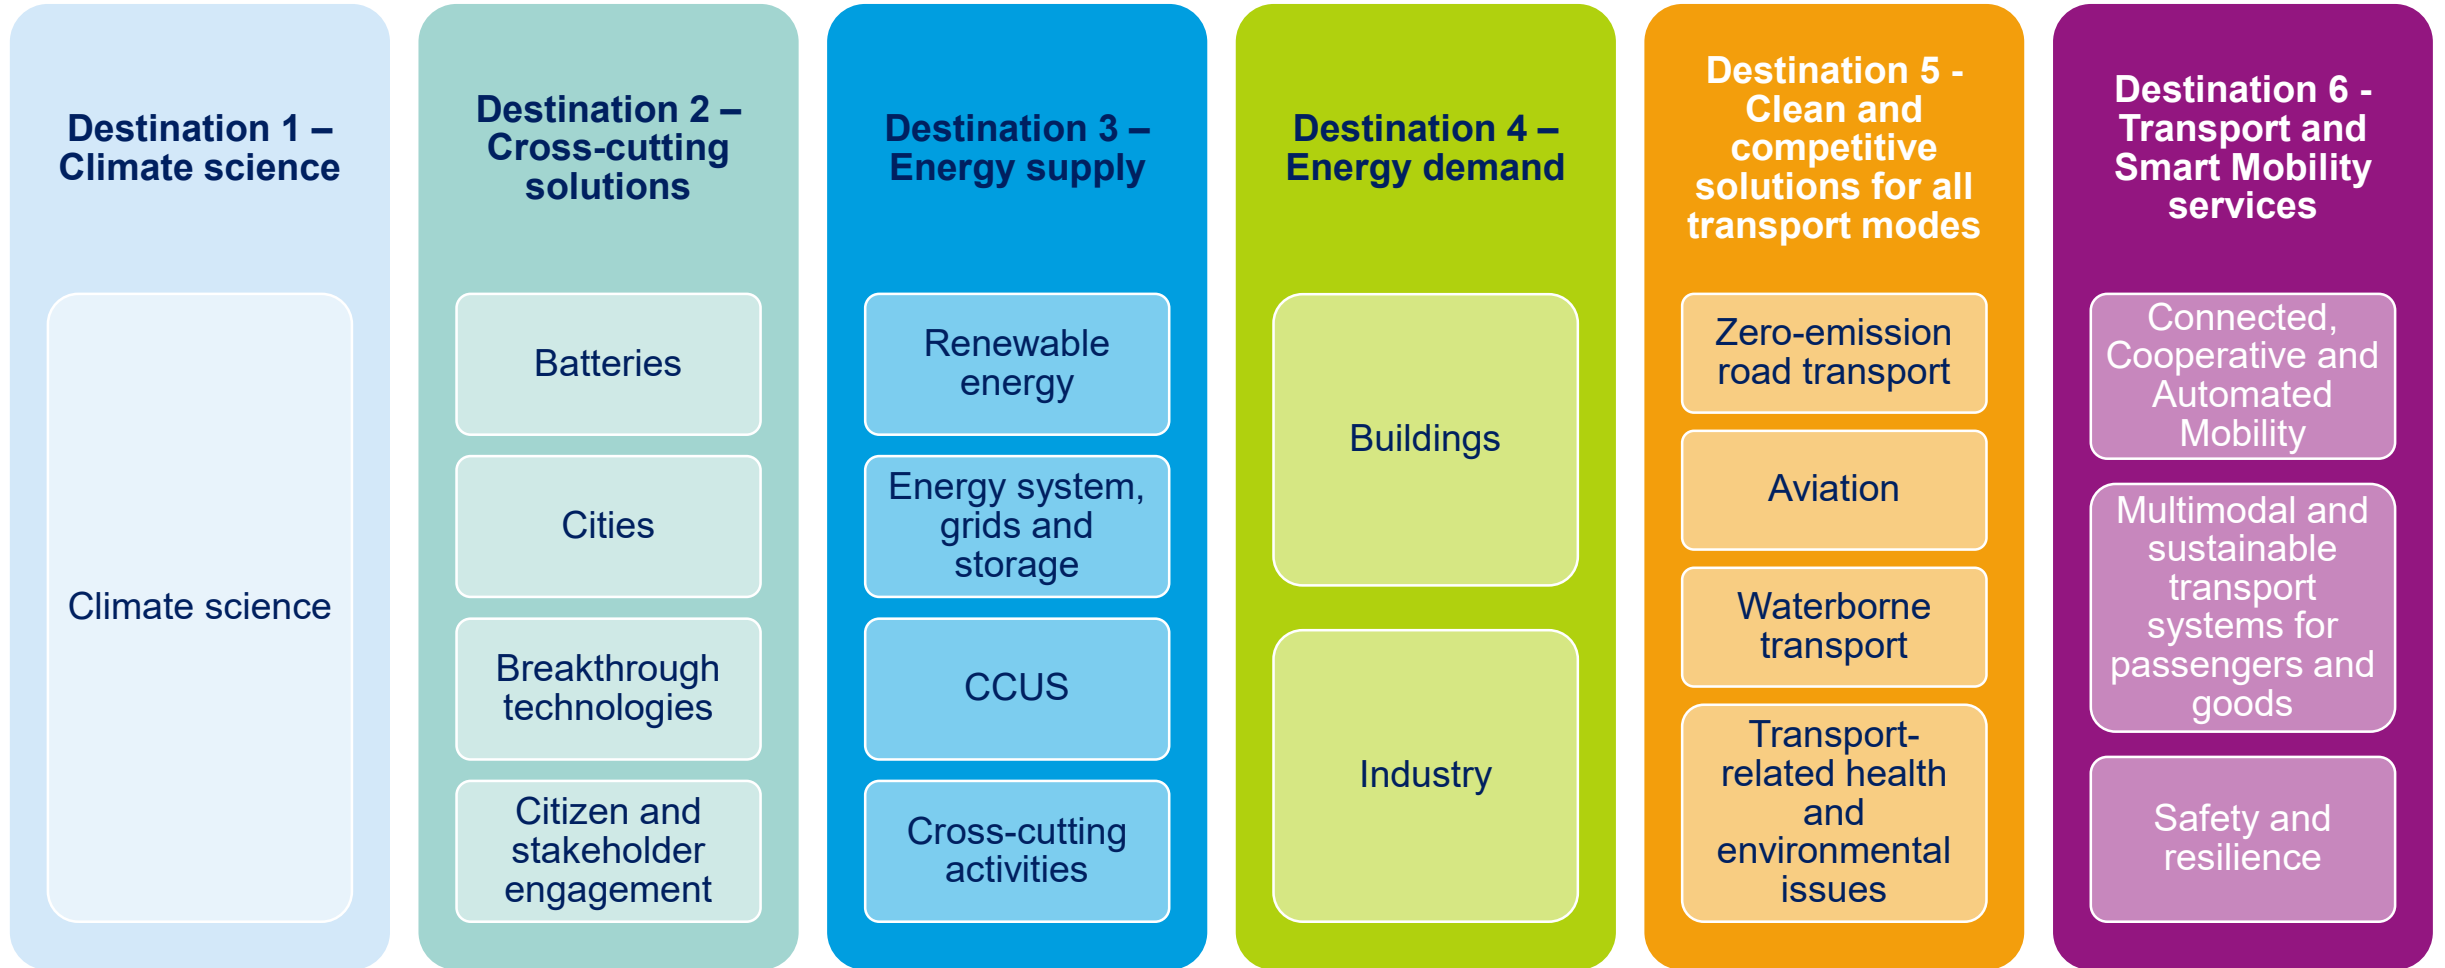 Destination 1 –
Climate science
Climate science
Destination 2 –
Cross-cutting
solutions
Batteries
Cities
Breakthrough
technologies
Citizen and
stakeholder
engagement
Destination 3 –
Energy supply
Renewable
energy
Energy system,
grids and
storage
CCUS
Cross-cutting
activities
Destination 4 –
Energy demand
Buildings
Industry
Destination 5 -
Clean and
competitive
solutions for all
transport modes
Zero-emission
road transport
Aviation
Waterborne
transport
Transport-
related health
and
environmental
issues
Destination 6 -
Transport and
Smart Mobility
services
Connected,
Cooperative and
Automated
Mobility
Multimodal and
sustainable
transport
systems for
passengers and
goods
Safety and
resilience